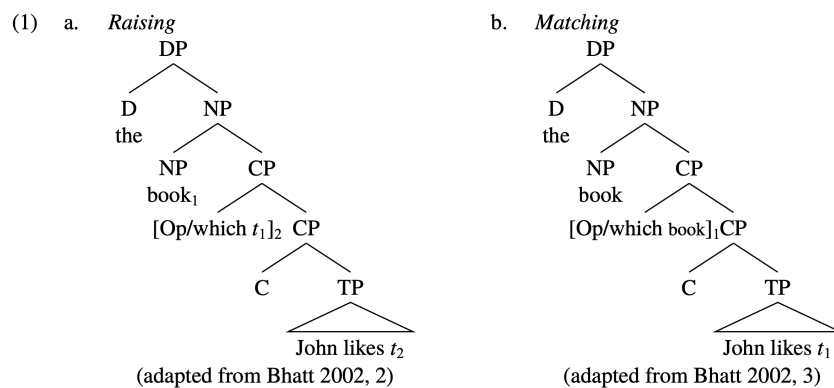 (1) a. Raising b. Matching
DP DP
D NP D NP
the the
NP CP NP CP
book₁ book
[Op/which t₁]₂ CP [Op/which book]₁CP
C TP C TP
John likes t₂ John likes t₁
(adapted from Bhatt 2002, 2) (adapted from Bhatt 2002, 3)